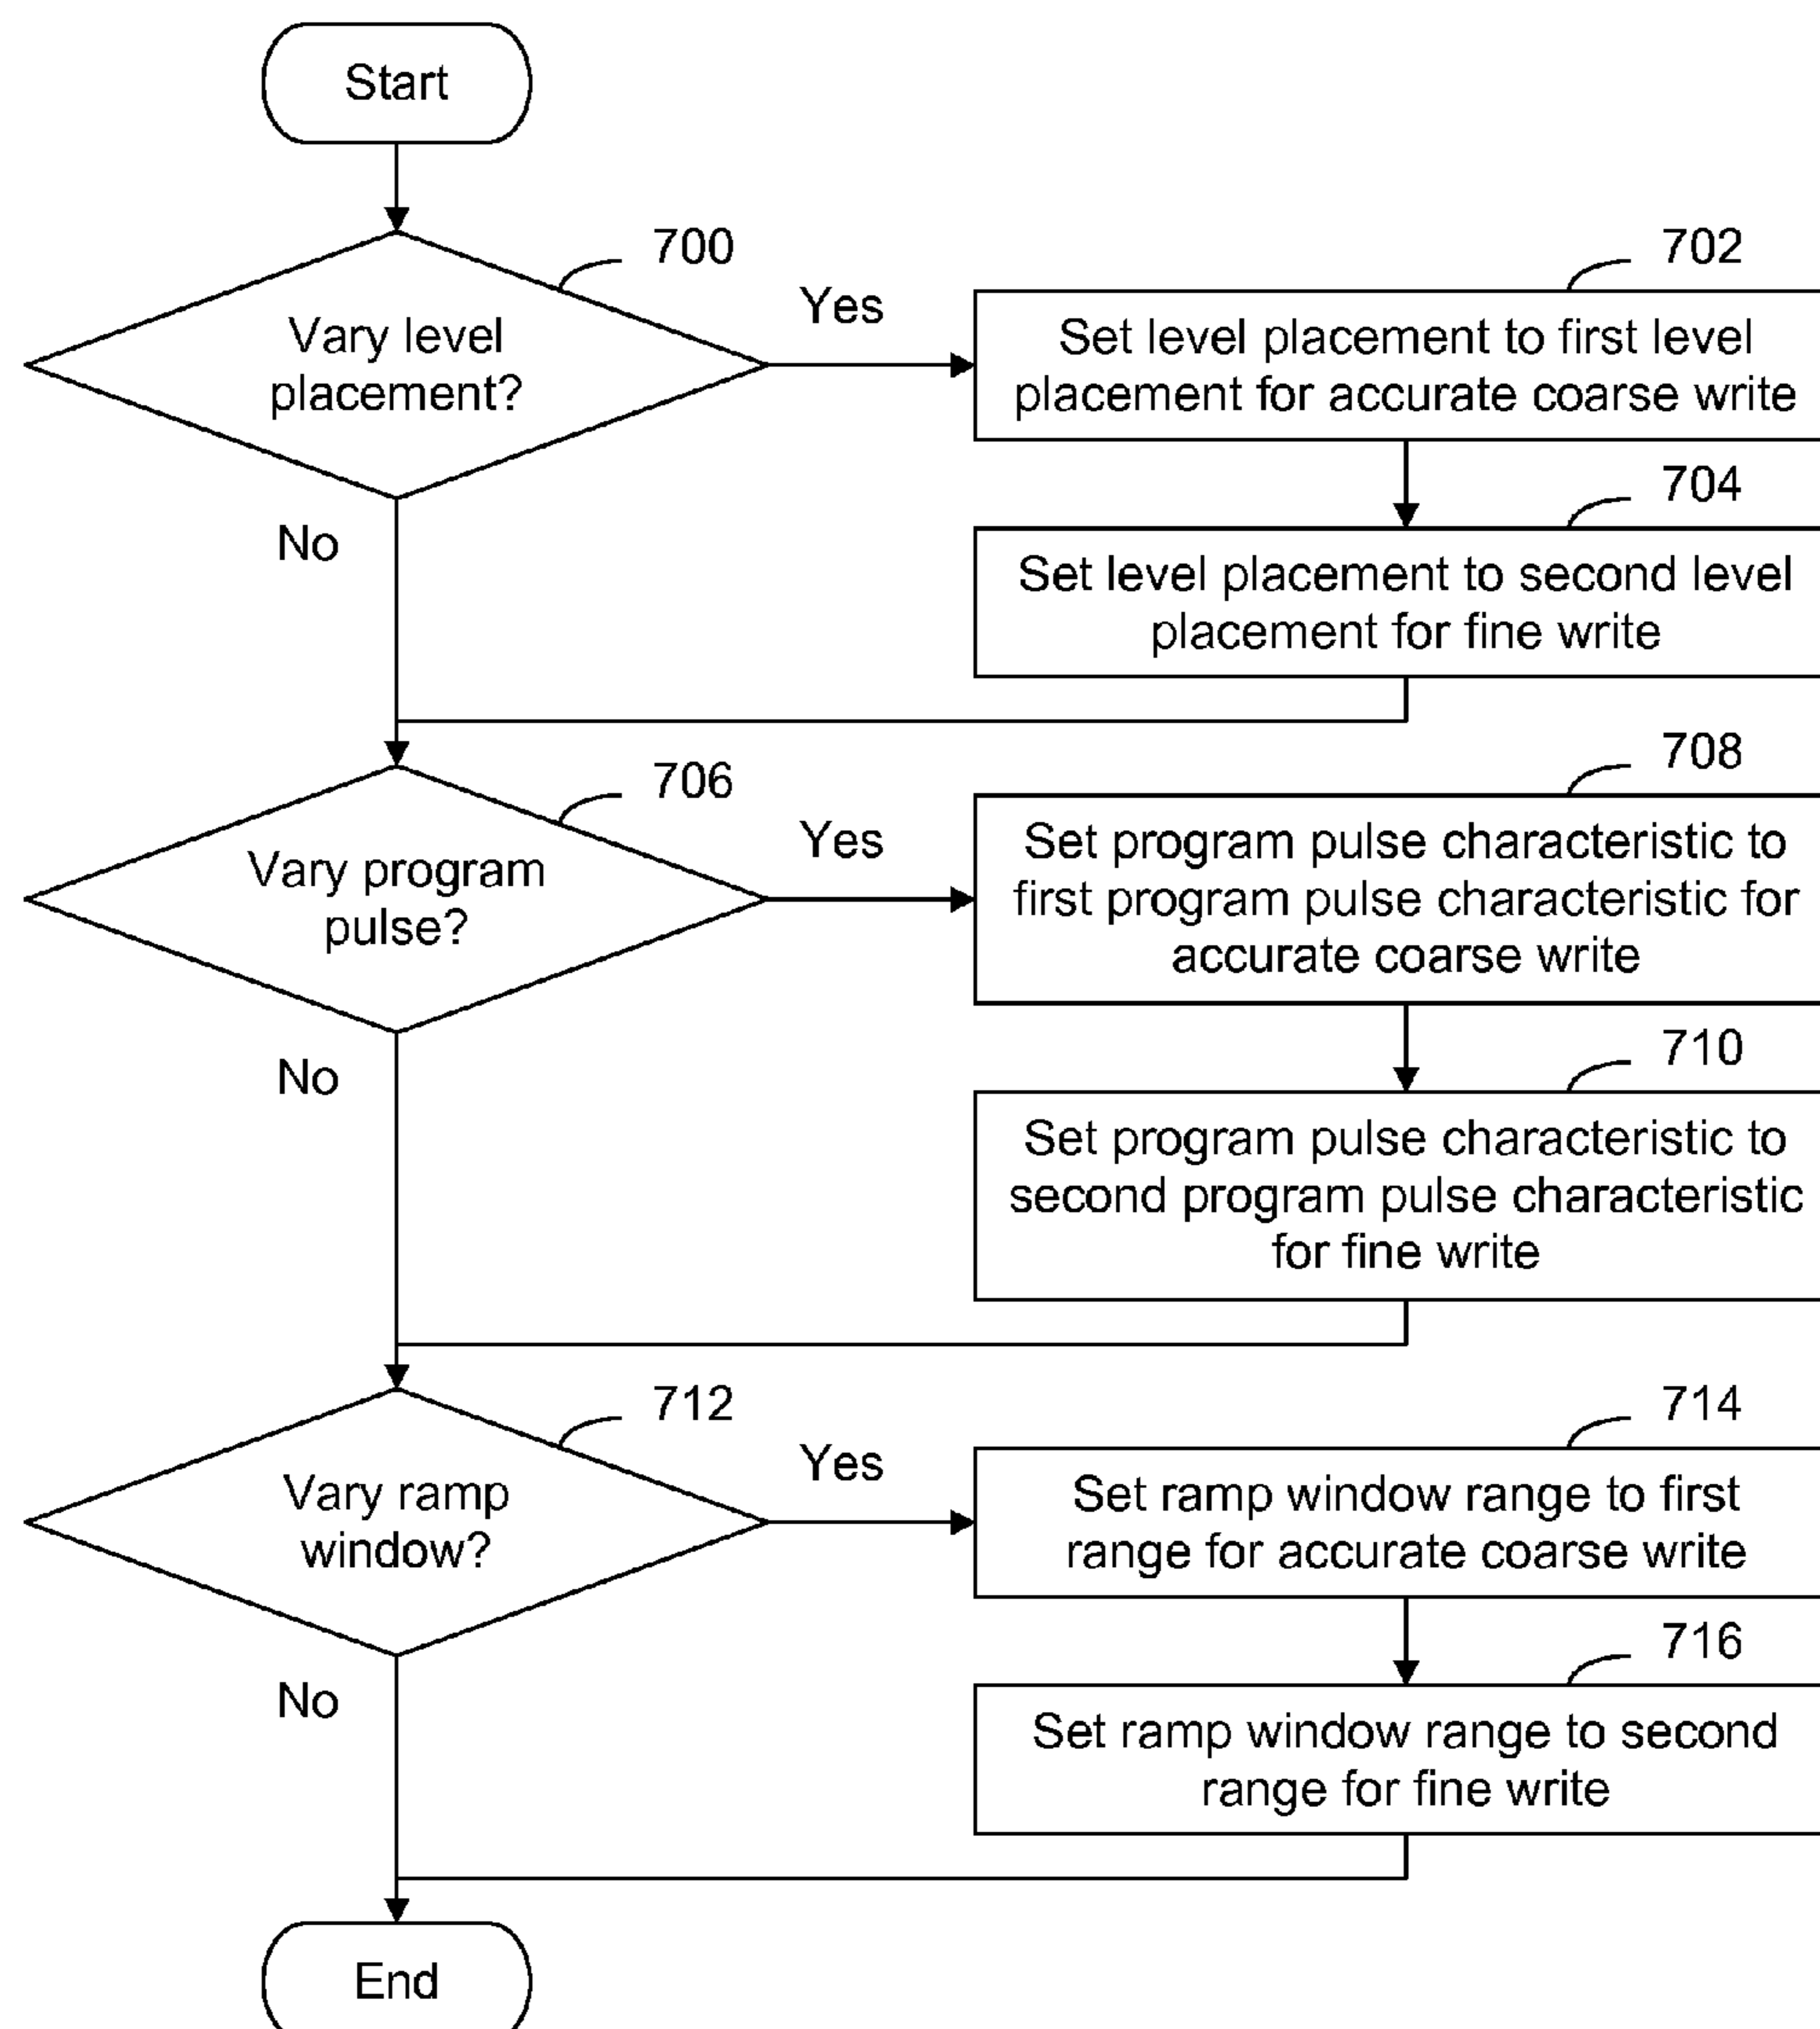 Start
700
Vary level
placement?
Yes
702
Set level placement to first level
placement for accurate coarse write
704
Set level placement to second level
placement for fine write
No
706
Vary program
pulse?
Yes
708
Set program pulse characteristic to
first program pulse characteristic for
accurate coarse write
710
Set program pulse characteristic to
second program pulse characteristic
for fine write
No
712
Vary ramp
window?
Yes
714
Set ramp window range to first
range for accurate coarse write
716
Set ramp window range to second
range for fine write
No
End